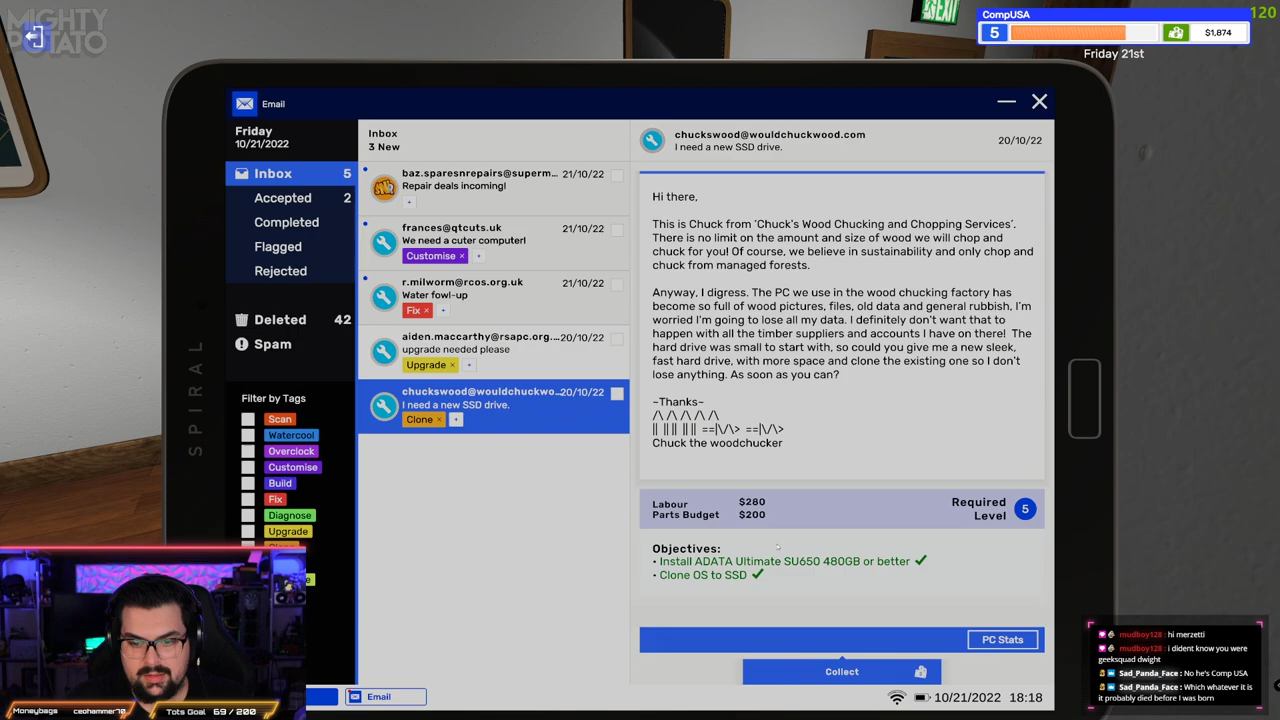 MIGHTY
POTATO
EXIT
CompUSA
120
5
$1,874
Friday 21st
Email
Friday
10/21/2022
Inbox 5
Accepted 2
Completed
Flagged
Rejected
Deleted 42
Spam
SPIRAL
Filter by Tags
Scan
Watercool
Overclock
Customise
Build
Fix
Diagnose
Upgrade
Inbox
3 New
baz.sparesnrepairs@superm... 21/10/22
Repair deals incoming!
+
frances@qtcuts.uk 21/10/22
We need a cuter computer!
Customise × +
r.milworm@rcos.org.uk 21/10/22
Water fowl-up
Fix × +
aiden.maccarthy@rsapc.org.... 20/10/22
upgrade needed please
Upgrade × +
chuckswood@wouldchuckwo... 20/10/22
I need a new SSD drive.
Clone × +
chuckswood@wouldchuckwood.com
I need a new SSD drive.
20/10/22
Hi there,
This is Chuck from 'Chuck's Wood Chucking and Chopping Services'.
There is no limit on the amount and size of wood we will chop and
chuck for you! Of course, we believe in sustainability and only chop and
chuck from managed forests.
Anyway, I digress. The PC we use in the wood chucking factory has
become so full of wood pictures, files, old data and general rubbish, I'm
worried I'm going to lose all my data. I definitely don't want that to
happen with all the timber suppliers and accounts I have on there! The
hard drive was small to start with, so could you give me a new sleek,
fast hard drive, with more space and clone the existing one so I don't
lose anything. As soon as you can?
~Thanks~
/\ /\ /\ /\ /\
|| || || || || ==|\/\> ==|\/\>
Chuck the woodchucker
Labour $280
Parts Budget $200
Required
Level 5
Objectives:
• Install ADATA Ultimate SU650 480GB or better ✓
• Clone OS to SSD ✓
PC Stats
Collect
Email
10/21/2022 18:18
Moneybags ceohammer70 Tots Goal 69 / 200
mudboy128 : hi merzetti
mudboy128 : i dident know you were
geeksquad dwight
Sad_Panda_Face : No he's Comp USA
Sad_Panda_Face : Which whatever it is
it probably died before I was born